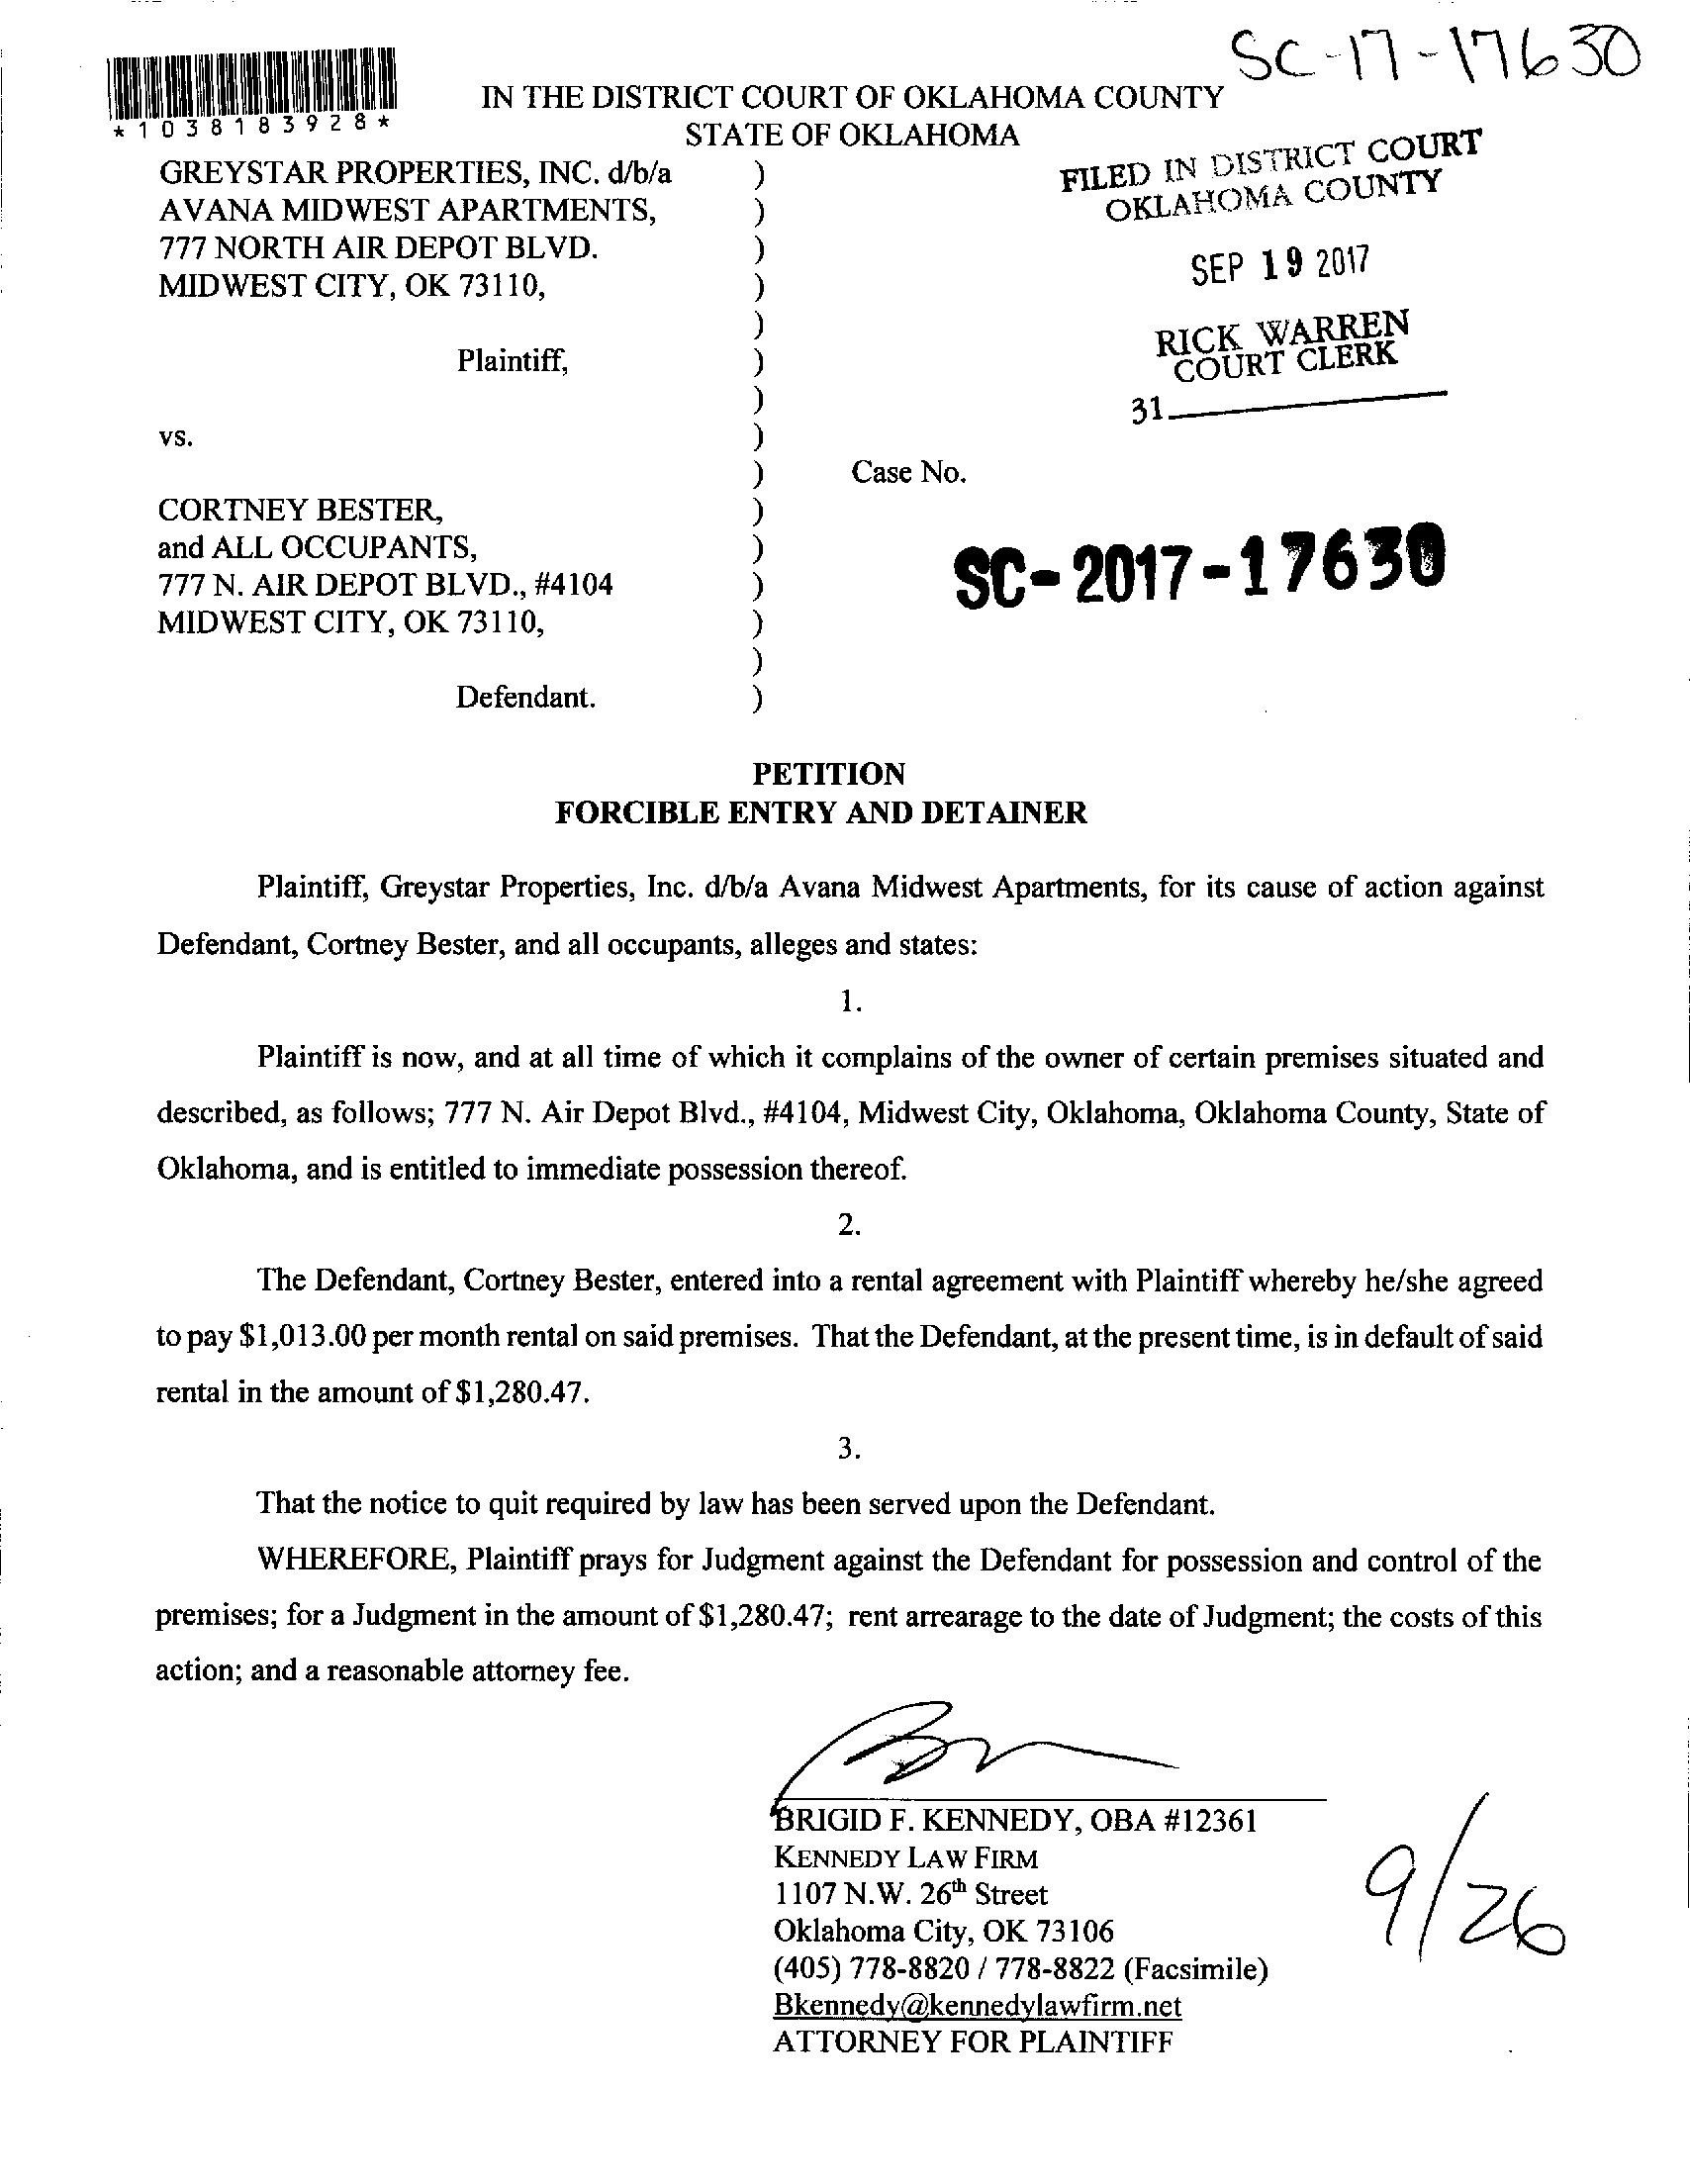 SC-17-17630
*1038183928*
IN THE DISTRICT COURT OF OKLAHOMA COUNTY
STATE OF OKLAHOMA
FILED IN DISTRICT COURT
OKLAHOMA COUNTY
SEP 19 2017
RICK WARREN
COURT CLERK
31
GREYSTAR PROPERTIES, INC. d/b/a )
AVANA MIDWEST APARTMENTS, )
777 NORTH AIR DEPOT BLVD. )
MIDWEST CITY, OK 73110, )
)
Plaintiff, )
)
vs. )
) Case No.
CORTNEY BESTER, )
and ALL OCCUPANTS, ) SC-2017-17630
777 N. AIR DEPOT BLVD., #4104 )
MIDWEST CITY, OK 73110, )
)
Defendant. )
PETITION
FORCIBLE ENTRY AND DETAINER
Plaintiff, Greystar Properties, Inc. d/b/a Avana Midwest Apartments, for its cause of action against
Defendant, Cortney Bester, and all occupants, alleges and states:
1.
Plaintiff is now, and at all time of which it complains of the owner of certain premises situated and
described, as follows; 777 N. Air Depot Blvd., #4104, Midwest City, Oklahoma, Oklahoma County, State of
Oklahoma, and is entitled to immediate possession thereof.
2.
The Defendant, Cortney Bester, entered into a rental agreement with Plaintiff whereby he/she agreed
to pay $1,013.00 per month rental on said premises. That the Defendant, at the present time, is in default of said
rental in the amount of $1,280.47.
3.
That the notice to quit required by law has been served upon the Defendant.
WHEREFORE, Plaintiff prays for Judgment against the Defendant for possession and control of the
premises; for a Judgment in the amount of $1,280.47; rent arrearage to the date of Judgment; the costs of this
action; and a reasonable attorney fee.
BRIGID F. KENNEDY, OBA #12361
KENNEDY LAW FIRM
1107 N.W. 26th Street
Oklahoma City, OK 73106
(405) 778-8820 / 778-8822 (Facsimile)
Bkennedy@kennedylawfirm.net
ATTORNEY FOR PLAINTIFF
9/26